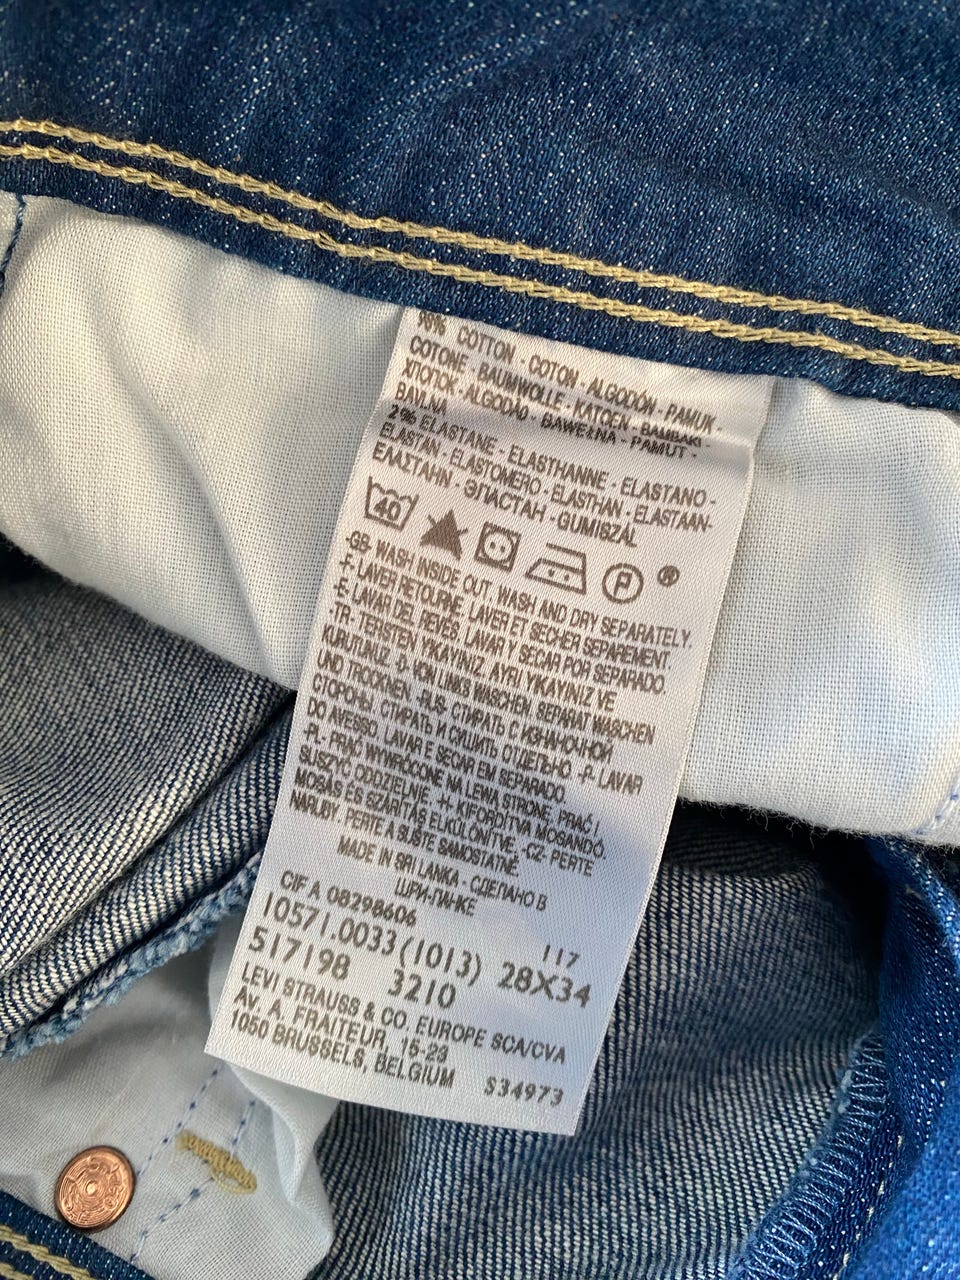 98% COTTON - COTON - ALGODÓN - PAMUK -
COTONE - BAUMWOLLE - KATOEN - ΒΑΜΒΑΚΙ -
ХЛОПОК - ALGODÃO - BAWEŁNA - PAMUT -
BAVLNA
2% ELASTANE - ELASTHANNE - ELASTANO -
ELASTAN - ELASTOMERO - ELASTHAN - ELASTAAN-
ΕΛΑΣΤΑΗΝ - ЭЛАСТАН - GUMISZÁL
40 P ®
-GB- WASH INSIDE OUT. WASH AND DRY SEPARATELY.
-F- LAVER RETOURNE. LAVER ET SECHER SEPAREMENT.
-E- LAVAR DEL REVÉS. LAVAR Y SECAR POR SEPARADO.
-TR- TERSTEN YIKAYINIZ. AYRI YIKAYINIZ VE
KURUTUNUZ. -D- VON LINKS WASCHEN. SEPARAT WASCHEN
UND TROCKNEN. -RUS- СТИРАТЬ С ИЗНАНОЧНОЙ
СТОРОНЫ. СТИРАТЬ И СУШИТЬ ОТДЕЛЬНО -P- LAVAR
DO AVESSO. LAVAR E SECAR EM SEPARADO.
-PL- PRAĆ WYWRÓCONE NA LEWĄ STRONĘ, PRAĆ I
SUSZYĆ ODDZIELNIE. -H- KIFORDÍTVA MOSANDÓ.
MOSÁS ÉS SZÁRÍTÁS ELKÜLÖNÍTVE. -CZ- PERTE
NARUBY. PERTE A SUŠTE SAMOSTATNĚ.
MADE IN SRI LANKA - СДЕЛАНО В
ШРИ-ЛАНКЕ
CIF A 08298606
117
10571.0033(1013) 28X34
517198 3210
LEVI STRAUSS & CO. EUROPE SCA/CVA
AV. A. FRAITEUR, 15-23
1050 BRUSSELS, BELGIUM S34973